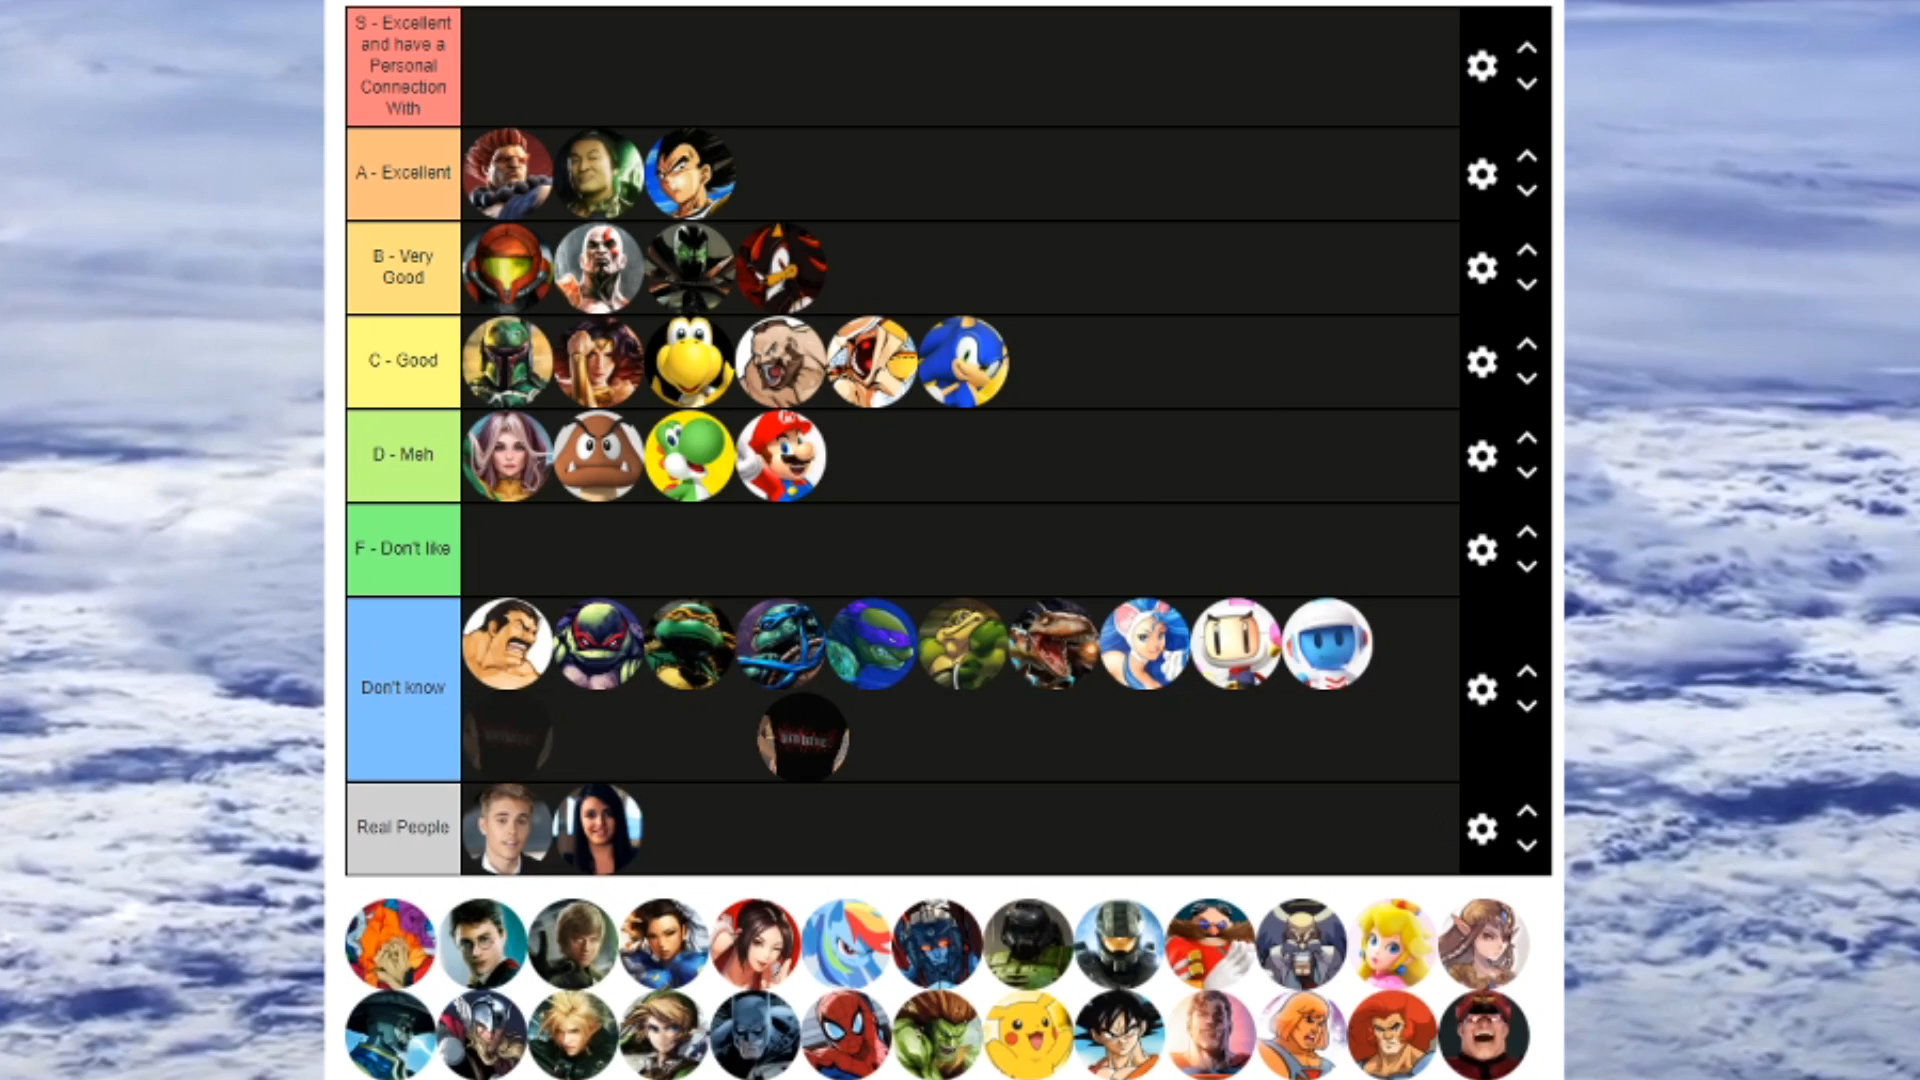 S - Excellent
and have a
Personal
Connection
With
A - Excellent
B - Very
Good
C - Good
D - Meh
F - Don't like
Don't know
Real People
M